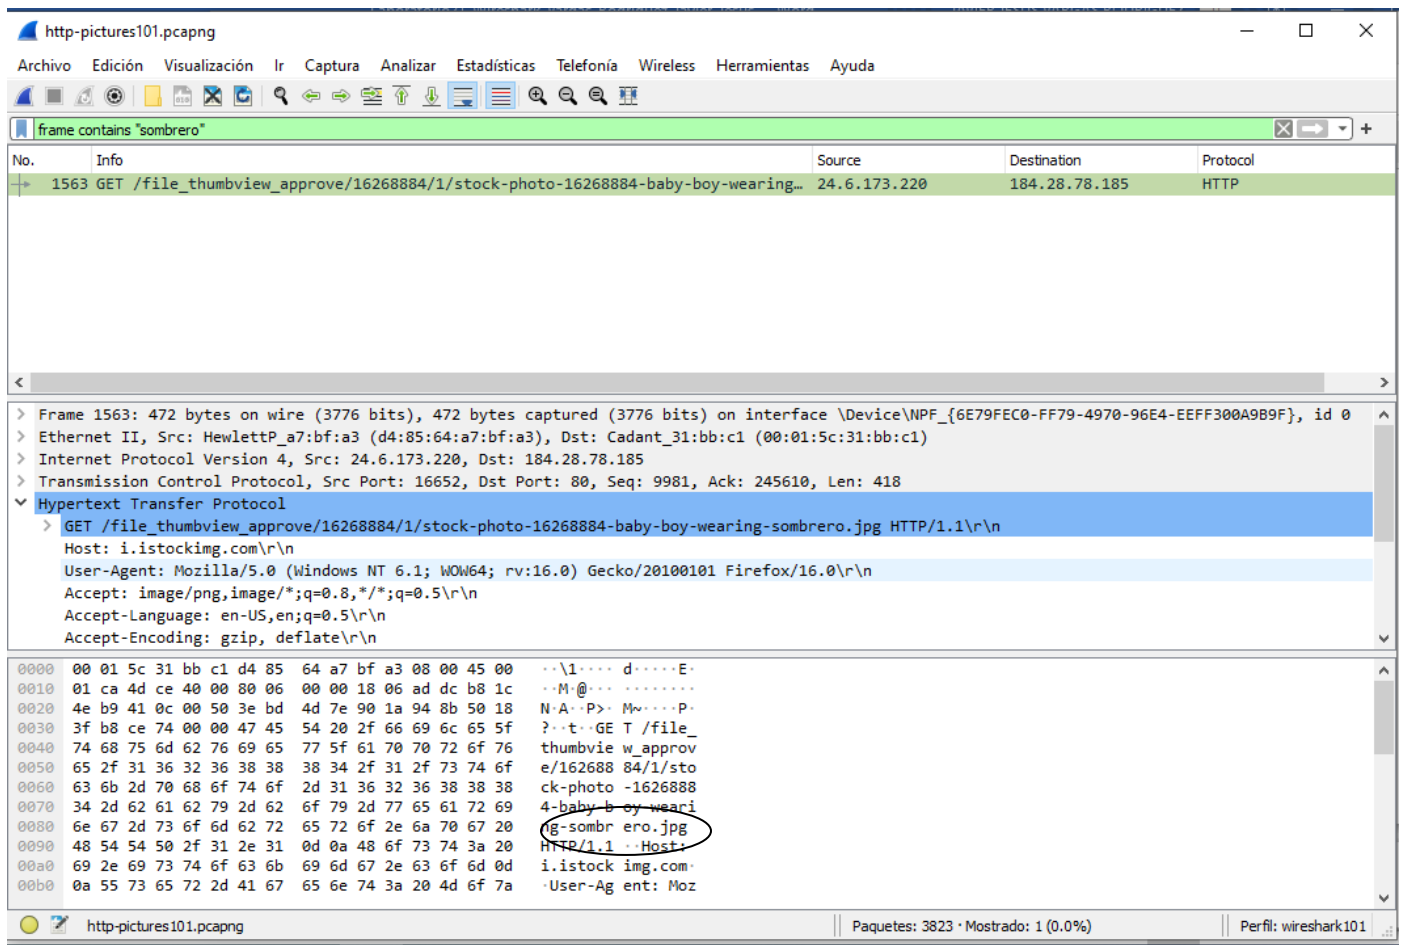 http-pictures101.pcapng
Archivo Edición Visualización Ir Captura Analizar Estadísticas Telefonía Wireless Herramientas Ayuda
frame contains "sombrero"
No. Info Source Destination Protocol
1563 GET /file_thumbview_approve/16268884/1/stock-photo-16268884-baby-boy-wearing… 24.6.173.220 184.28.78.185 HTTP
Frame 1563: 472 bytes on wire (3776 bits), 472 bytes captured (3776 bits) on interface \Device\NPF_{6E79FEC0-FF79-4970-96E4-EEFF300A9B9F}, id 0
Ethernet II, Src: HewlettP_a7:bf:a3 (d4:85:64:a7:bf:a3), Dst: Cadant_31:bb:c1 (00:01:5c:31:bb:c1)
Internet Protocol Version 4, Src: 24.6.173.220, Dst: 184.28.78.185
Transmission Control Protocol, Src Port: 16652, Dst Port: 80, Seq: 9981, Ack: 245610, Len: 418
Hypertext Transfer Protocol
GET /file_thumbview_approve/16268884/1/stock-photo-16268884-baby-boy-wearing-sombrero.jpg HTTP/1.1\r\n
Host: i.istockimg.com\r\n
User-Agent: Mozilla/5.0 (Windows NT 6.1; WOW64; rv:16.0) Gecko/20100101 Firefox/16.0\r\n
Accept: image/png,image/*;q=0.8,*/*;q=0.5\r\n
Accept-Language: en-US,en;q=0.5\r\n
Accept-Encoding: gzip, deflate\r\n
0000 00 01 5c 31 bb c1 d4 85 64 a7 bf a3 08 00 45 00 ··\1···· d·····E·
0010 01 ca 4d ce 40 00 80 06 00 00 18 06 ad dc b8 1c ··M·@··· ········
0020 4e b9 41 0c 00 50 3e bd 4d 7e 90 1a 94 8b 50 18 N·A··P>· M~····P·
0030 3f b8 ce 74 00 00 47 45 54 20 2f 66 69 6c 65 5f ?··t··GE T /file_
0040 74 68 75 6d 62 76 69 65 77 5f 61 70 70 72 6f 76 thumbvie w_approv
0050 65 2f 31 36 32 36 38 38 38 34 2f 31 2f 73 74 6f e/162688 84/1/sto
0060 63 6b 2d 70 68 6f 74 6f 2d 31 36 32 36 38 38 38 ck-photo -1626888
0070 34 2d 62 61 62 79 2d 62 6f 79 2d 77 65 61 72 69 4-baby-b oy-weari
0080 6e 67 2d 73 6f 6d 62 72 65 72 6f 2e 6a 70 67 20 ng-sombr ero.jpg
0090 48 54 54 50 2f 31 2e 31 0d 0a 48 6f 73 74 3a 20 HTTP/1.1 ··Host:
00a0 69 2e 69 73 74 6f 63 6b 69 6d 67 2e 63 6f 6d 0d i.istock img.com·
00b0 0a 55 73 65 72 2d 41 67 65 6e 74 3a 20 4d 6f 7a ·User-Ag ent: Moz
http-pictures101.pcapng Paquetes: 3823 · Mostrado: 1 (0.0%) Perfil: wireshark101